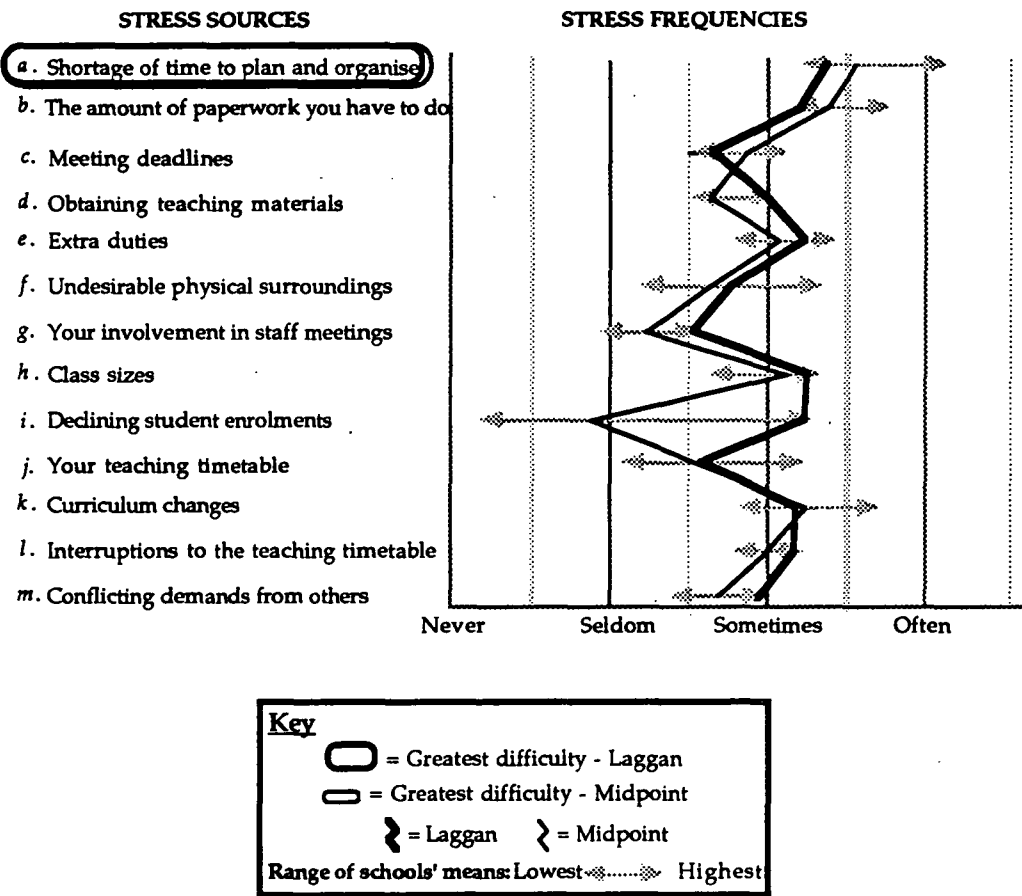 STRESS SOURCES STRESS FREQUENCIES
a. Shortage of time to plan and organise
b. The amount of paperwork you have to do
c. Meeting deadlines
d. Obtaining teaching materials
e. Extra duties
f. Undesirable physical surroundings
g. Your involvement in staff meetings
h. Class sizes
i. Declining student enrolments
j. Your teaching timetable
k. Curriculum changes
l. Interruptions to the teaching timetable
m. Conflicting demands from others
Never Seldom Sometimes Often
Key
= Greatest difficulty - Laggan
= Greatest difficulty - Midpoint
= Laggan = Midpoint
Range of schools' means: Lowest Highest